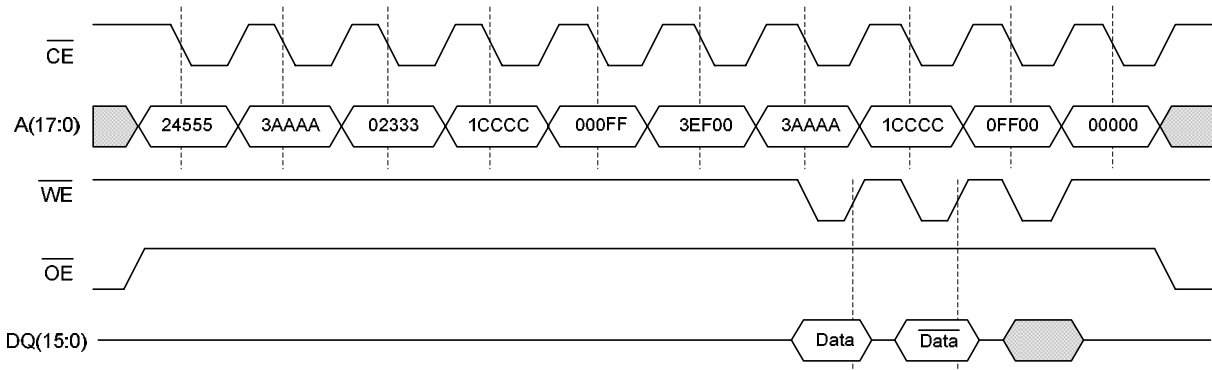 CE
A(17:0) 24555 3AAAA 02333 1CCCC 000FF 3EF00 3AAAA 1CCCC 0FF00 00000
WE
OE
DQ(15:0) Data Data